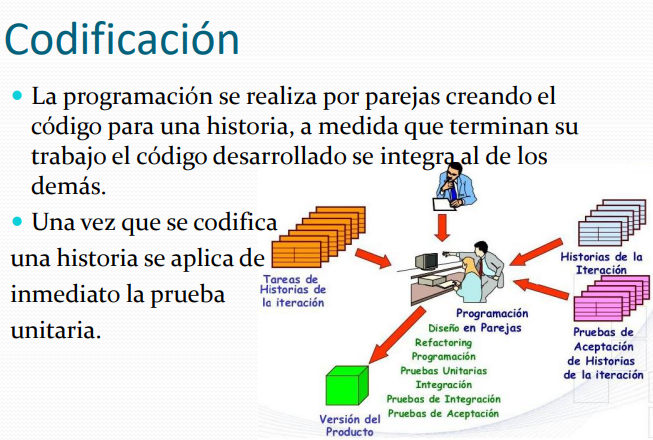 Codificación
La programación se realiza por parejas creando el
código para una historia, a medida que terminan su
trabajo el código desarrollado se integra al de los
demás.
Una vez que se codifica
una historia se aplica de
inmediato la prueba
unitaria.
Tareas de
Historias de
la iteración
Historias de la
Iteración
Programación
en Parejas
Diseño
Refactoring
Programación
Pruebas Unitarias
Integración
Pruebas de Integración
Pruebas de Aceptación
Pruebas de
Aceptación
de Historias
de la iteración
Versión del
Producto